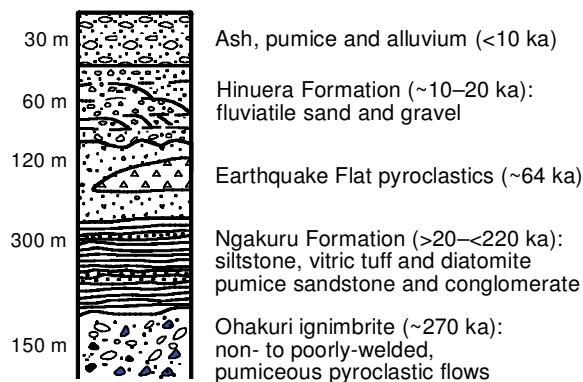 30 m
Ash, pumice and alluvium (<10 ka)
60 m
Hinuera Formation (~10–20 ka):
fluviatile sand and gravel
120 m
Earthquake Flat pyroclastics (~64 ka)
300 m
Ngakuru Formation (>20–<220 ka):
siltstone, vitric tuff and diatomite
pumice sandstone and conglomerate
150 m
Ohakuri ignimbrite (~270 ka):
non- to poorly-welded,
pumiceous pyroclastic flows